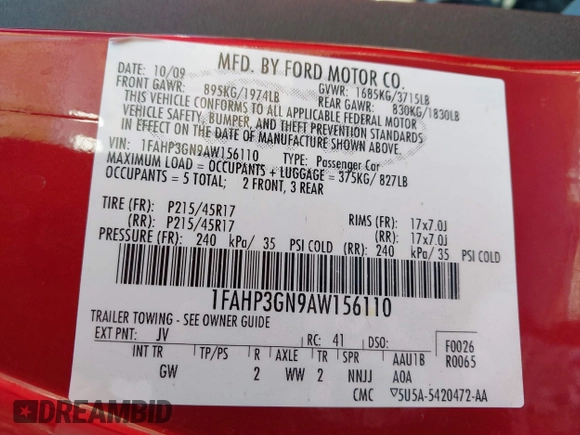 MFD. BY FORD MOTOR CO.
DATE: 10/09 GVWR: 1685KG/3715LB
FRONT GAWR: 895KG/1974LB REAR GAWR: 830KG/1830LB
THIS VEHICLE CONFORMS TO ALL APPLICABLE FEDERAL MOTOR
VEHICLE SAFETY, BUMPER, AND THEFT PREVENTION STANDARDS
IN EFFECT ON THE DATE OF MANUFACTURE SHOWN ABOVE.
VIN: 1FAHP3GN9AW156110 TYPE: Passenger Car
MAXIMUM LOAD = OCCUPANTS + LUGGAGE = 375KG/ 827LB
OCCUPANTS = 5 TOTAL; 2 FRONT, 3 REAR
TIRE (FR): P215/45R17 RIMS (FR): 17x7.0J
(RR): P215/45R17 (RR): 17x7.0J
PRESSURE (FR): 240 kPa/ 35 PSI COLD (RR): 240 kPa/ 35 PSI COLD
1FAHP3GN9AW156110
TRAILER TOWING - SEE OWNER GUIDE
EXT PNT: JV RC: 41 DSO: F0026
INT TR TP/PS R AXLE TR SPR AAU1B R0065
GW 2 WW 2 NNJJ A0A
CMC ▽5U5A-5420472-AA
DREAMBID